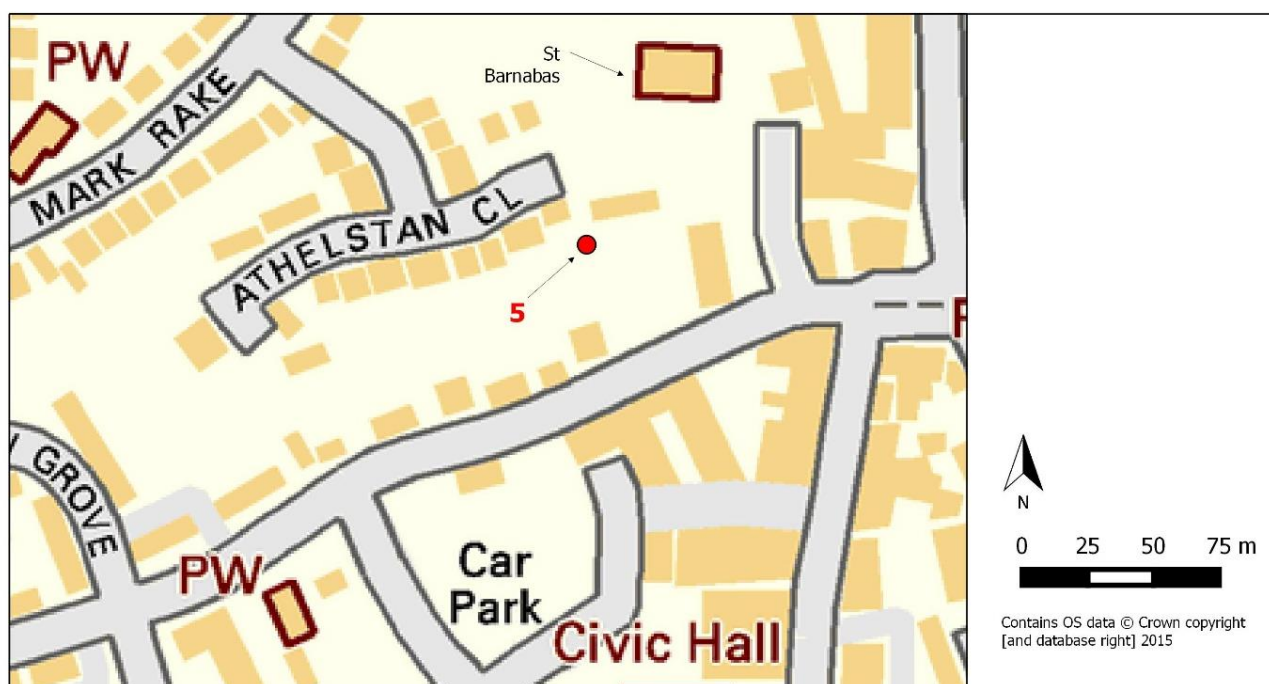 PW
St
Barnabas
MARK RAKE
ATHELSTAN CL
5
GROVE
PW
Car
Park
Civic Hall
N
0 25 50 75 m
Contains OS data © Crown copyright
[and database right] 2015